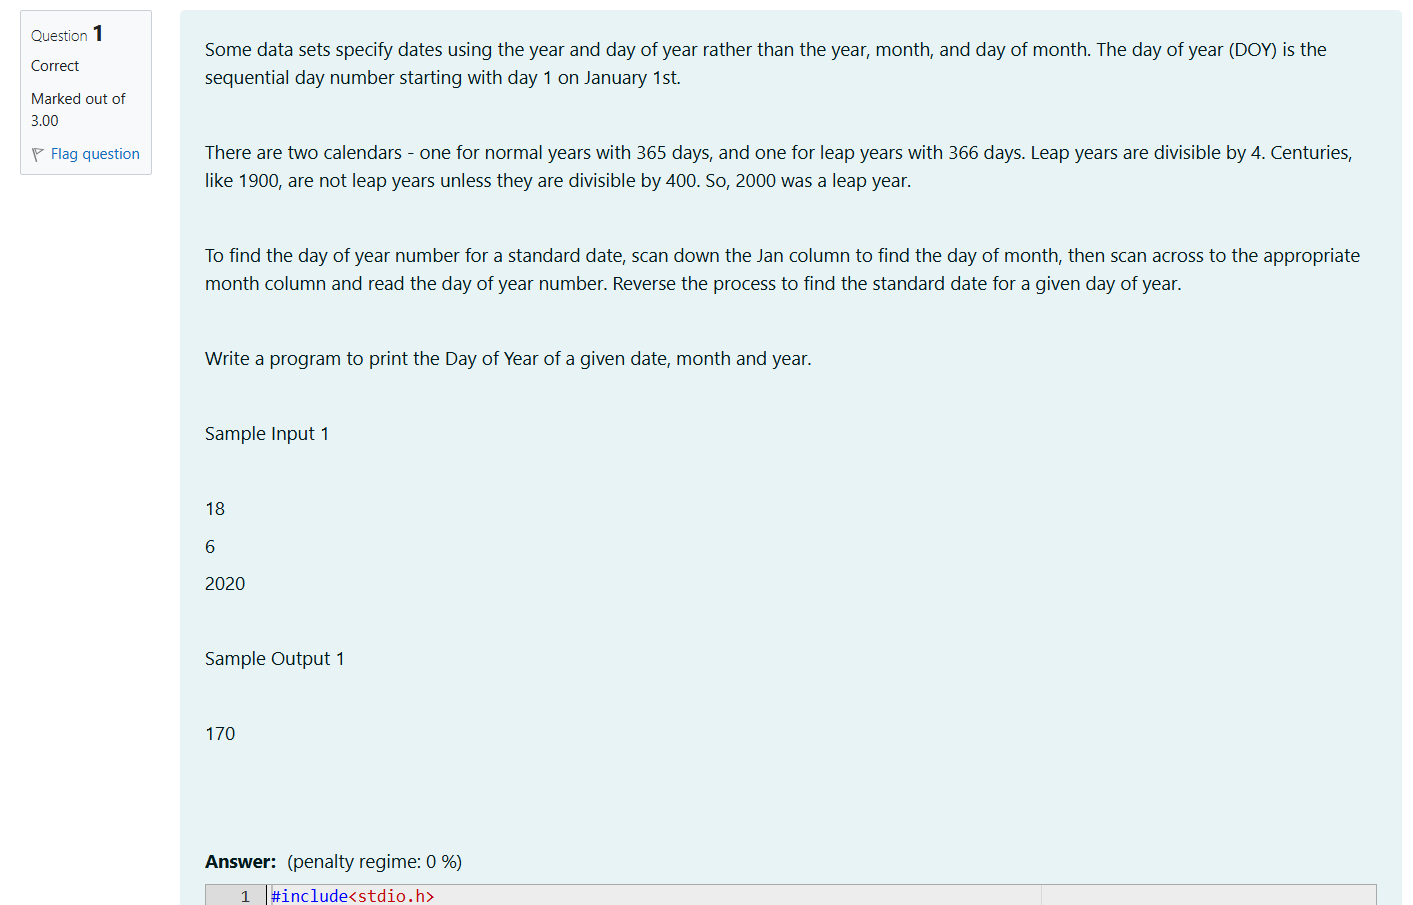 Question 1
Correct
Marked out of
3.00
Flag question
Some data sets specify dates using the year and day of year rather than the year, month, and day of month. The day of year (DOY) is the
sequential day number starting with day 1 on January 1st.
There are two calendars - one for normal years with 365 days, and one for leap years with 366 days. Leap years are divisible by 4. Centuries,
like 1900, are not leap years unless they are divisible by 400. So, 2000 was a leap year.
To find the day of year number for a standard date, scan down the Jan column to find the day of month, then scan across to the appropriate
month column and read the day of year number. Reverse the process to find the standard date for a given day of year.
Write a program to print the Day of Year of a given date, month and year.
Sample Input 1
18
6
2020
Sample Output 1
170
Answer: (penalty regime: 0 %)
1 #include<stdio.h>